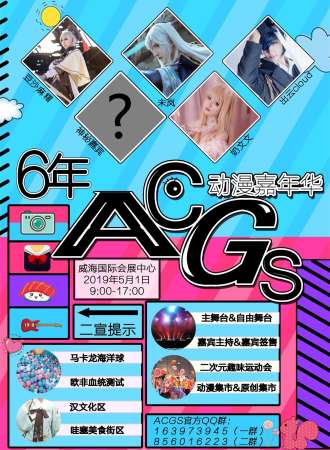 豆沙麻糬
神秘嘉宾
?
末岚
奶文文
出云cloud
6年
ACGS
动漫嘉年华
威海国际会展中心
2019年5月1日
9:00-17:00
二宣提示
马卡龙海洋球
欧非血统测试
汉文化区
哇塞美食街区
主舞台&自由舞台
嘉宾主持&嘉宾签售
二次元趣味运动会
动漫集市&原创集市
ACGS官方QQ群:
163973945(一群)
856016223(二群)